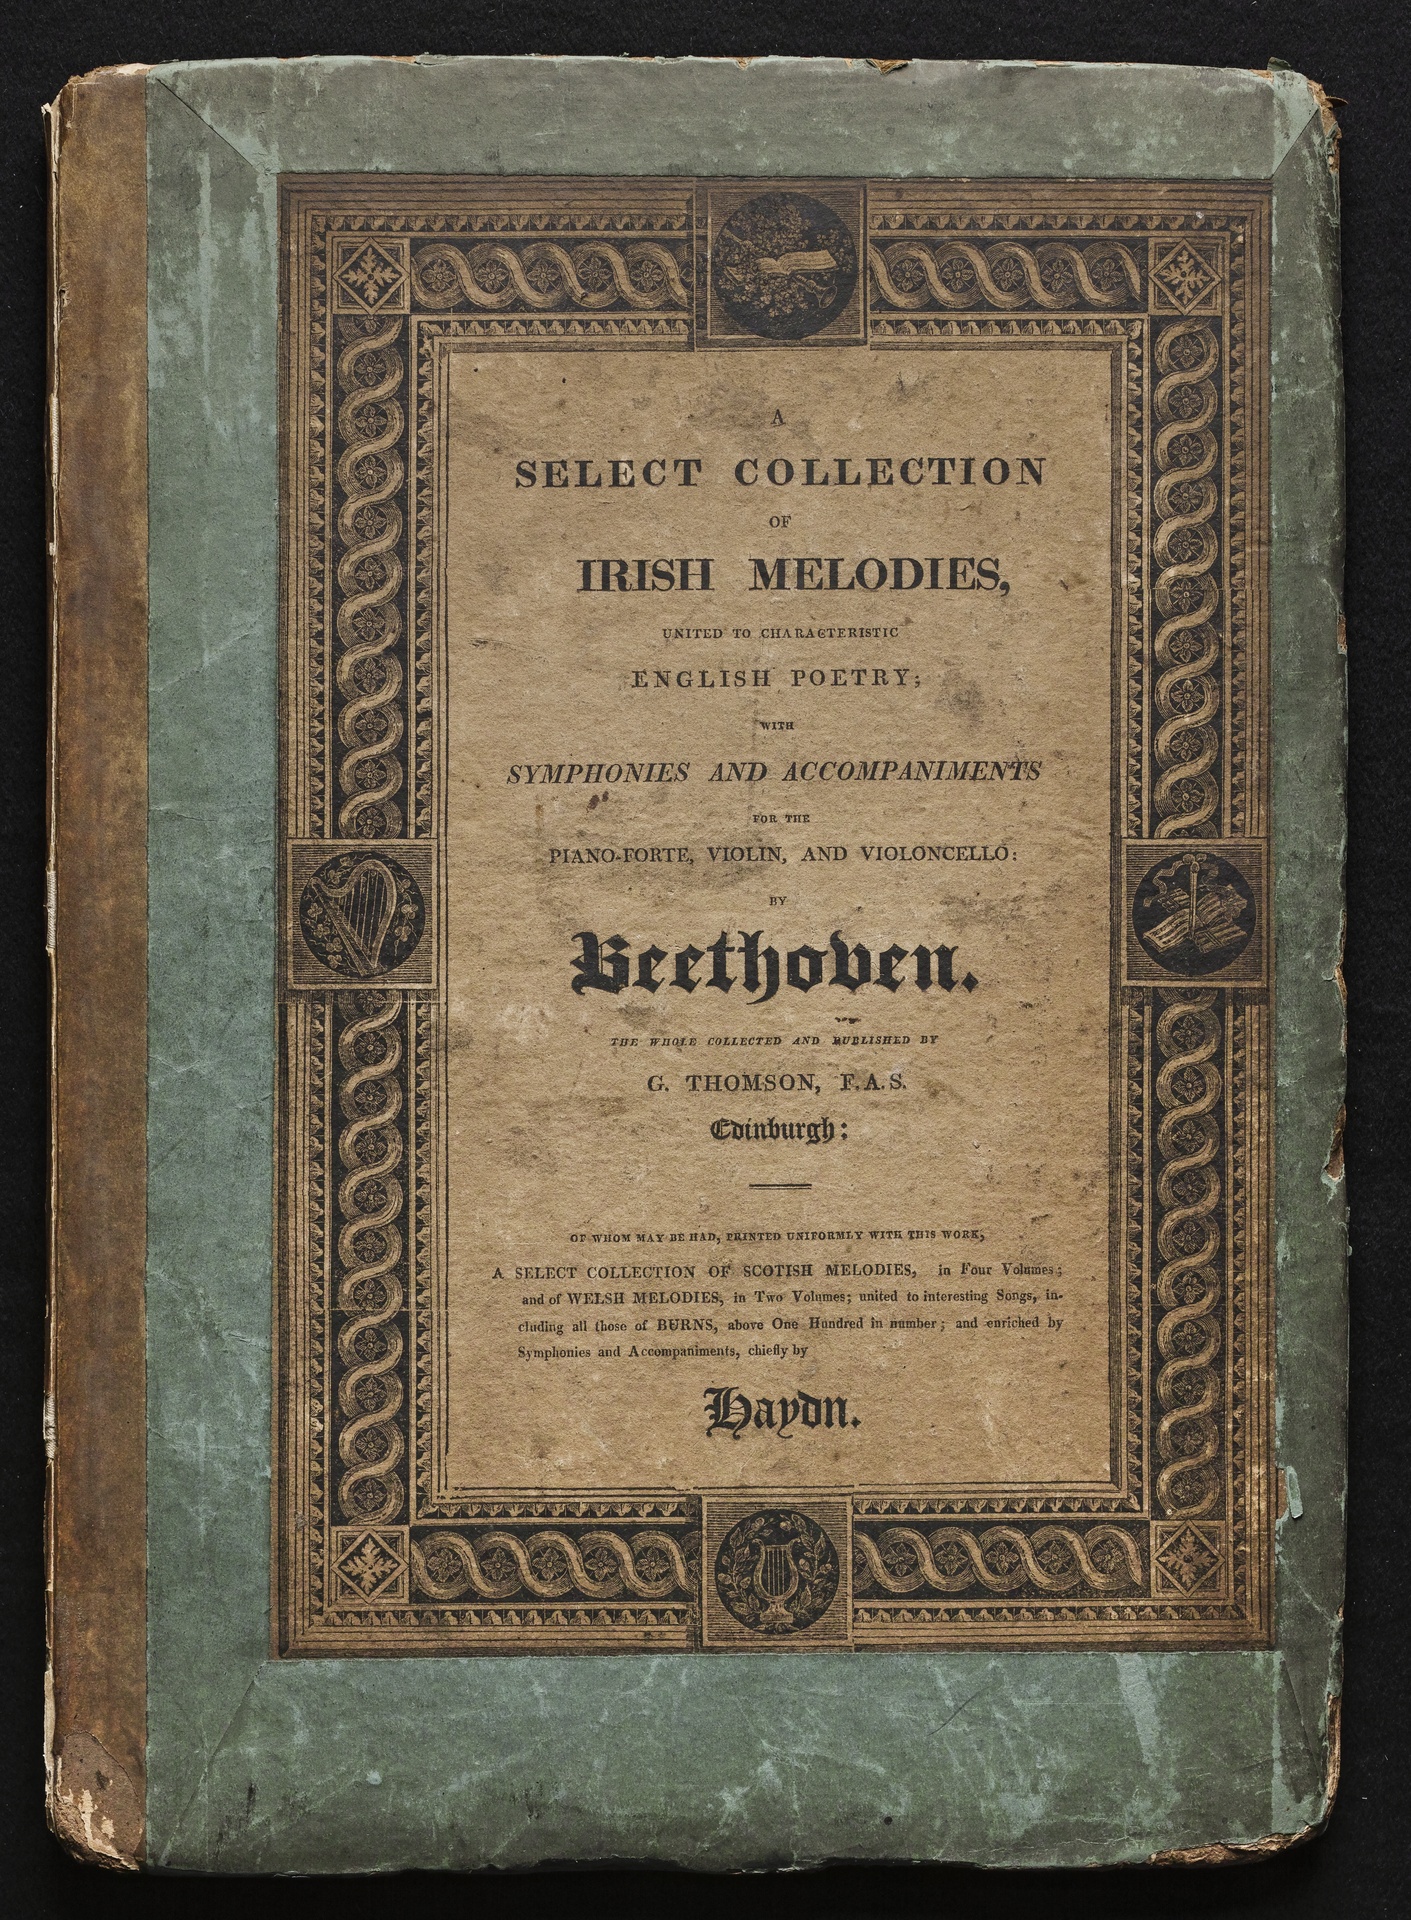 A
SELECT COLLECTION
OF
IRISH MELODIES,
UNITED TO CHARACTERISTIC
ENGLISH POETRY;
WITH
SYMPHONIES AND ACCOMPANIMENTS
FOR THE
PIANO-FORTE, VIOLIN, AND VIOLONCELLO:
BY
Beethoven.
THE WHOLE COLLECTED AND PUBLISHED BY
G. THOMSON, F.A.S.
Edinburgh:
OF WHOM MAY BE HAD, PRINTED UNIFORMLY WITH THIS WORK,
A SELECT COLLECTION OF SCOTISH MELODIES, in Four Volumes;
and of WELSH MELODIES, in Two Volumes; united to interesting Songs, in-
cluding all those of BURNS, above One Hundred in number; and enriched by
Symphonies and Accompaniments, chiefly by
Haydn.